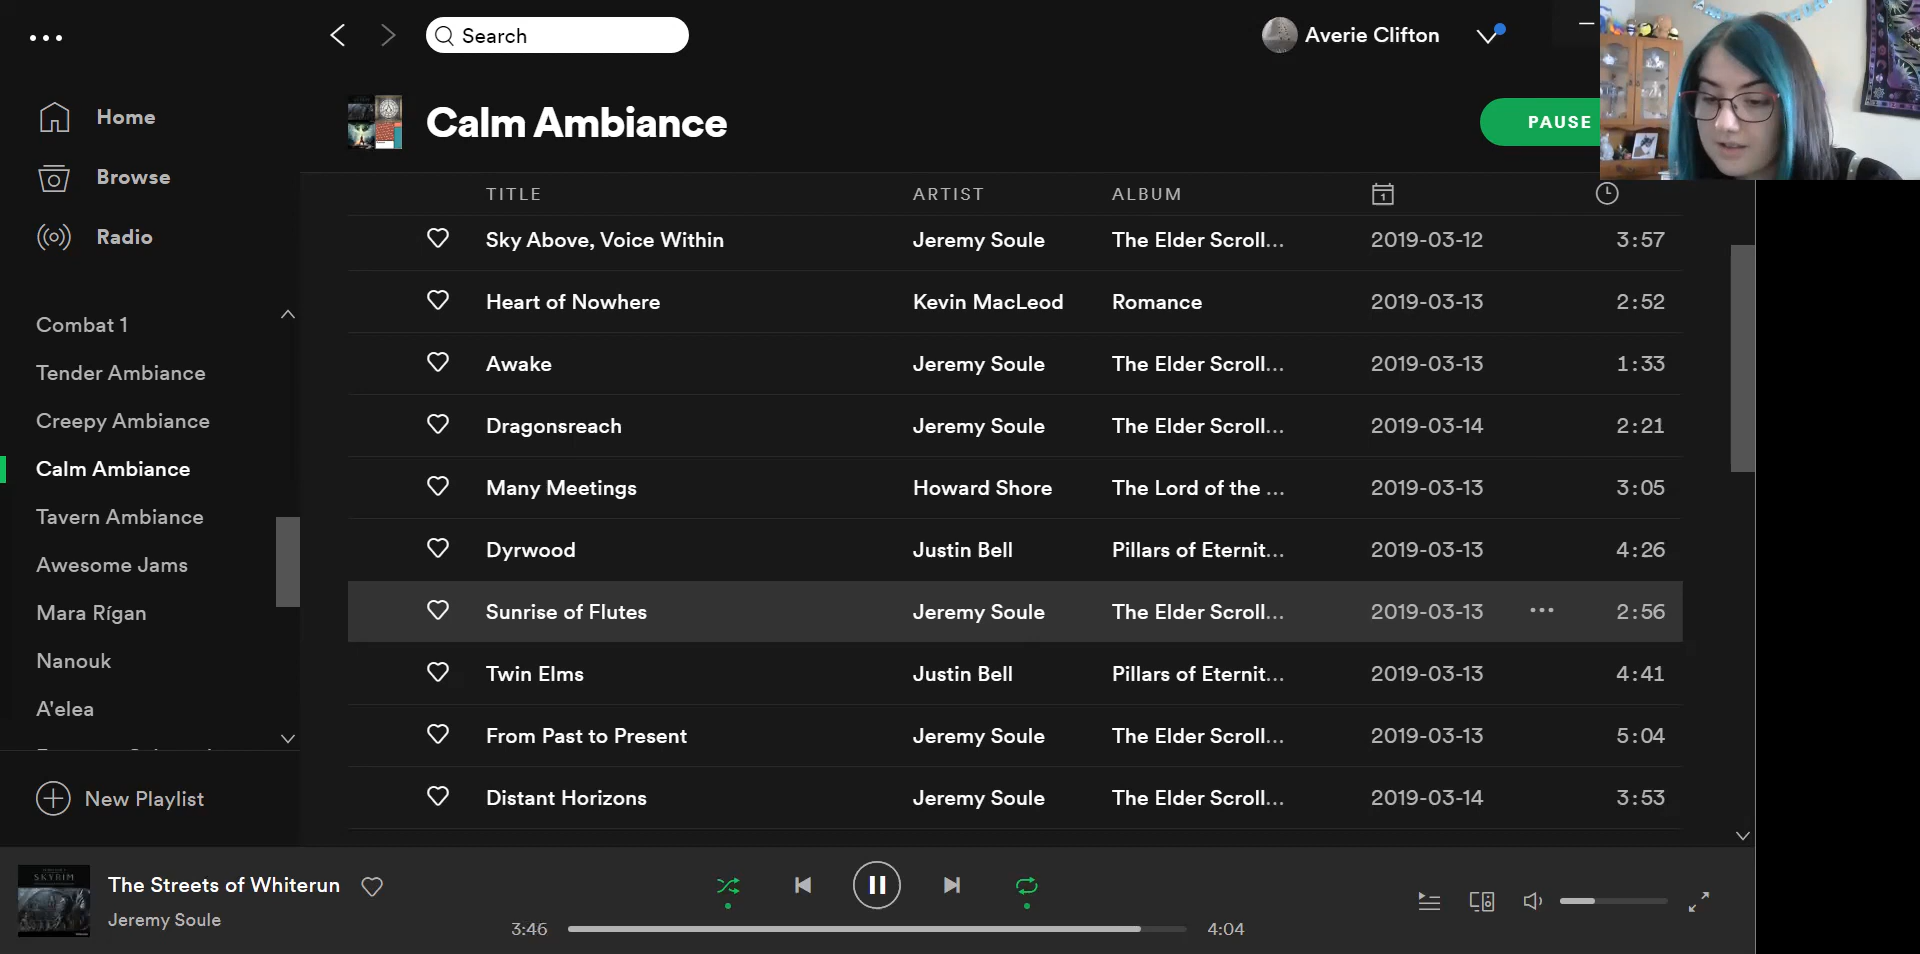 Search
Averie Clifton
Home
Browse
Radio
Calm Ambiance
PAUSE
TITLE ARTIST ALBUM
Sky Above, Voice Within Jeremy Soule The Elder Scroll... 2019-03-12 3:57
Heart of Nowhere Kevin MacLeod Romance 2019-03-13 2:52
Awake Jeremy Soule The Elder Scroll... 2019-03-13 1:33
Dragonsreach Jeremy Soule The Elder Scroll... 2019-03-14 2:21
Many Meetings Howard Shore The Lord of the ... 2019-03-13 3:05
Dyrwood Justin Bell Pillars of Eternit... 2019-03-13 4:26
Sunrise of Flutes Jeremy Soule The Elder Scroll... 2019-03-13 ... 2:56
Twin Elms Justin Bell Pillars of Eternit... 2019-03-13 4:41
From Past to Present Jeremy Soule The Elder Scroll... 2019-03-13 5:04
Distant Horizons Jeremy Soule The Elder Scroll... 2019-03-14 3:53
Combat 1
Tender Ambiance
Creepy Ambiance
Calm Ambiance
Tavern Ambiance
Awesome Jams
Mara Rígan
Nanouk
A'elea
New Playlist
SKYRIM
The Streets of Whiterun
Jeremy Soule
3:46 4:04